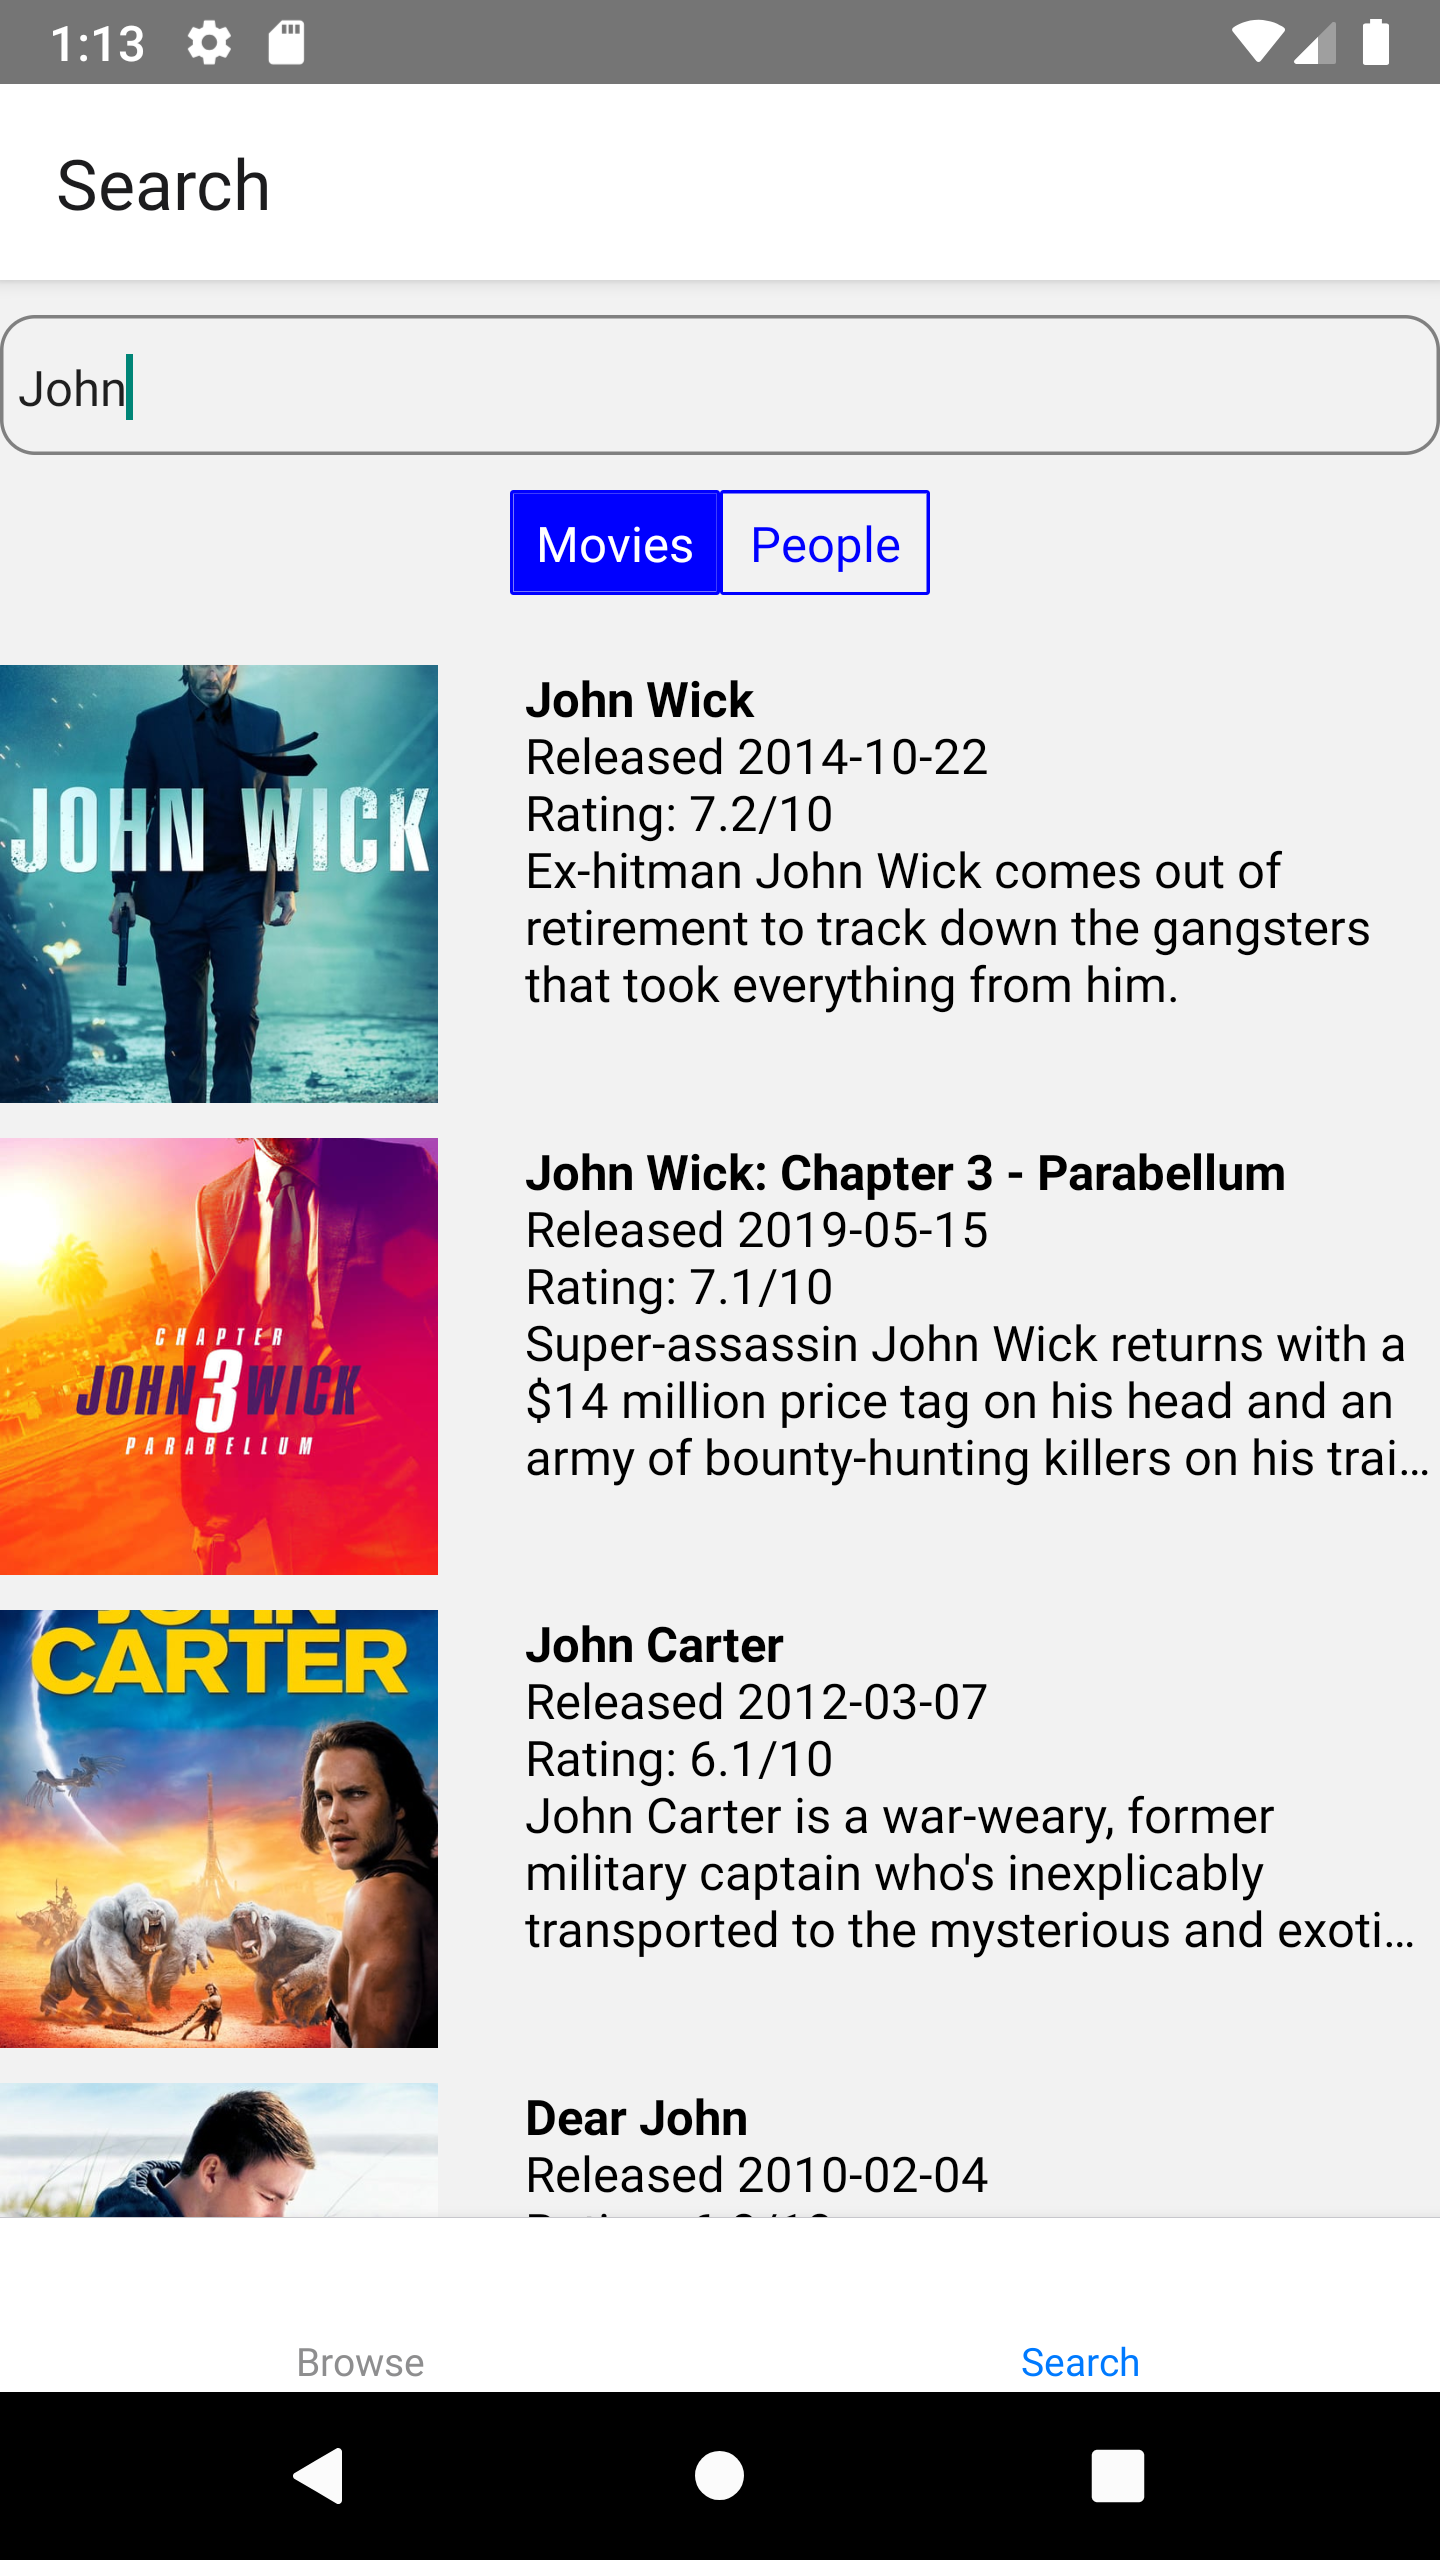 1:13
Search
John
Movies People
JOHN WICK
John Wick
Released 2014-10-22
Rating: 7.2/10
Ex-hitman John Wick comes out of
retirement to track down the gangsters
that took everything from him.
CHAPTER
JOHN 3 WICK
PARABELLUM
John Wick: Chapter 3 - Parabellum
Released 2019-05-15
Rating: 7.1/10
Super-assassin John Wick returns with a
$14 million price tag on his head and an
army of bounty-hunting killers on his trai...
JOHN
CARTER
John Carter
Released 2012-03-07
Rating: 6.1/10
John Carter is a war-weary, former
military captain who's inexplicably
transported to the mysterious and exoti...
Dear John
Released 2010-02-04
Browse Search